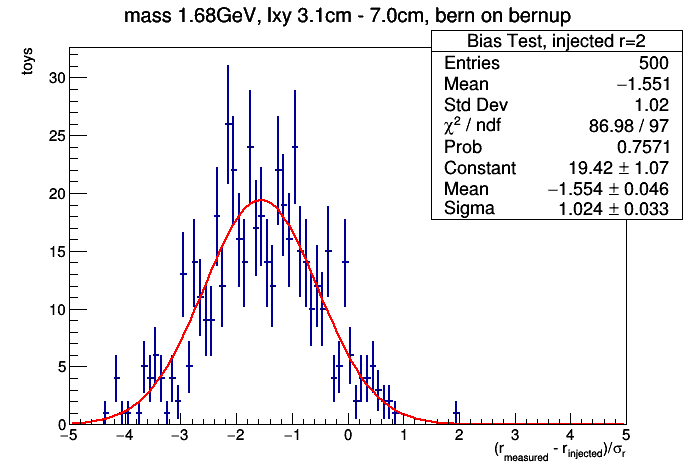 mass 1.68GeV, lxy 3.1cm - 7.0cm, bern on bernup
Bias Test, injected r=2
Entries 500
Mean −1.551
Std Dev 1.02
χ² / ndf 86.98 / 97
Prob 0.7571
Constant 19.42 ± 1.07
Mean −1.554 ± 0.046
Sigma 1.024 ± 0.033
toys
30
25
20
15
10
5
0
−5 −4 −3 −2 −1 0 1 2 3 4 5
(r_measured - r_injected)/σ_r